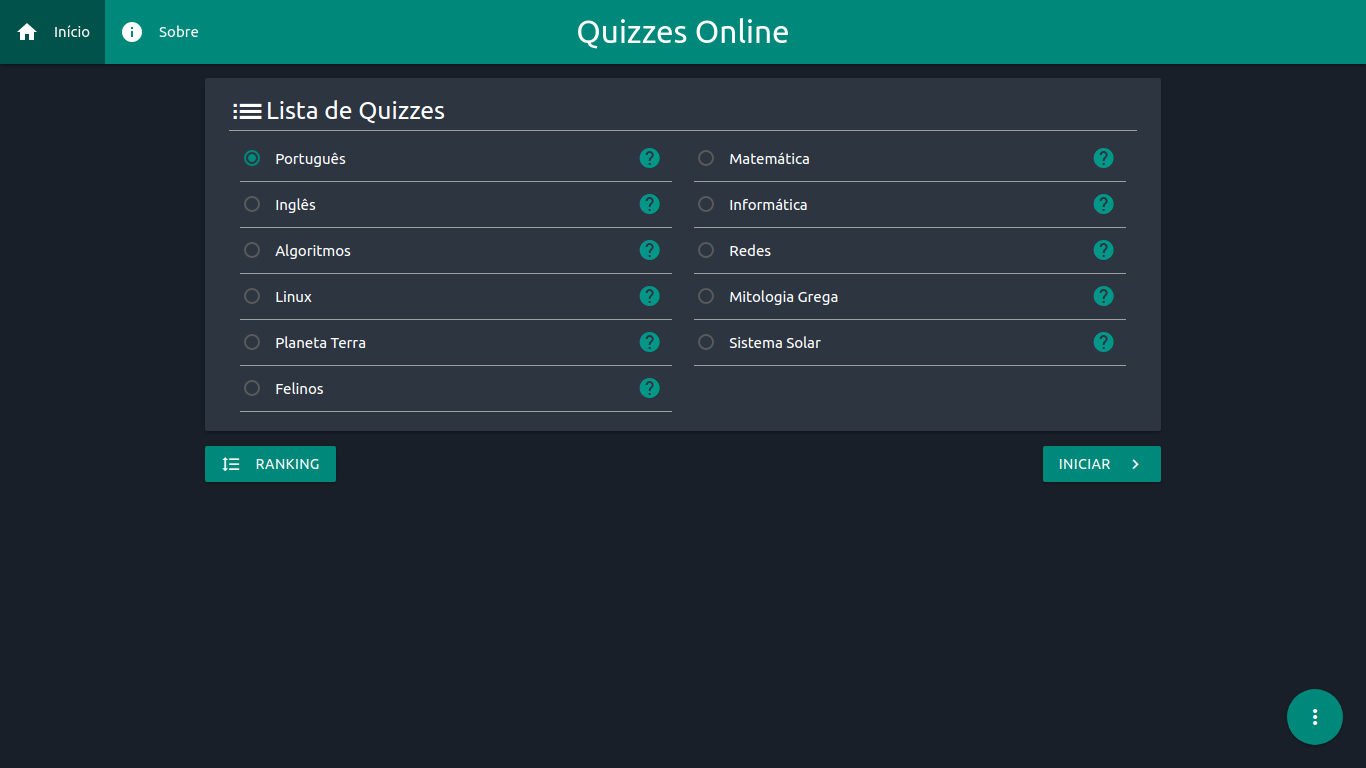 Início
Sobre
Quizzes Online
Lista de Quizzes
Português
Matemática
Inglês
Informática
Algoritmos
Redes
Linux
Mitologia Grega
Planeta Terra
Sistema Solar
Felinos
RANKING
INICIAR